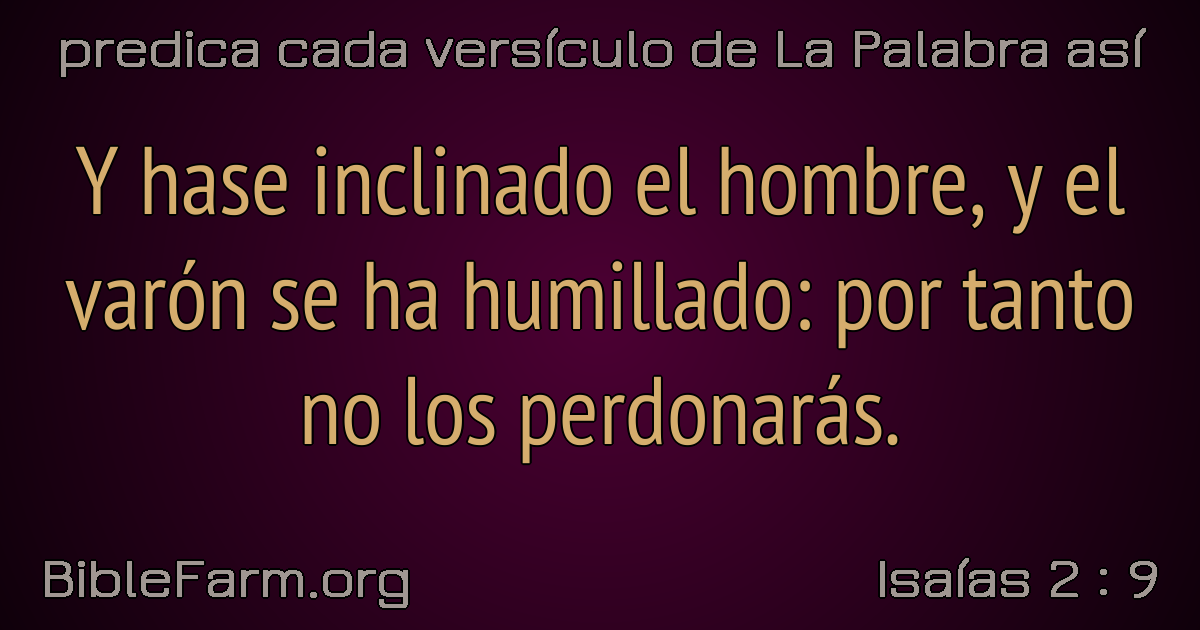 predica cada versículo de La Palabra así
Y hase inclinado el hombre, y el
varón se ha humillado: por tanto
no los perdonarás.
BibleFarm.org
Isaías 2 : 9